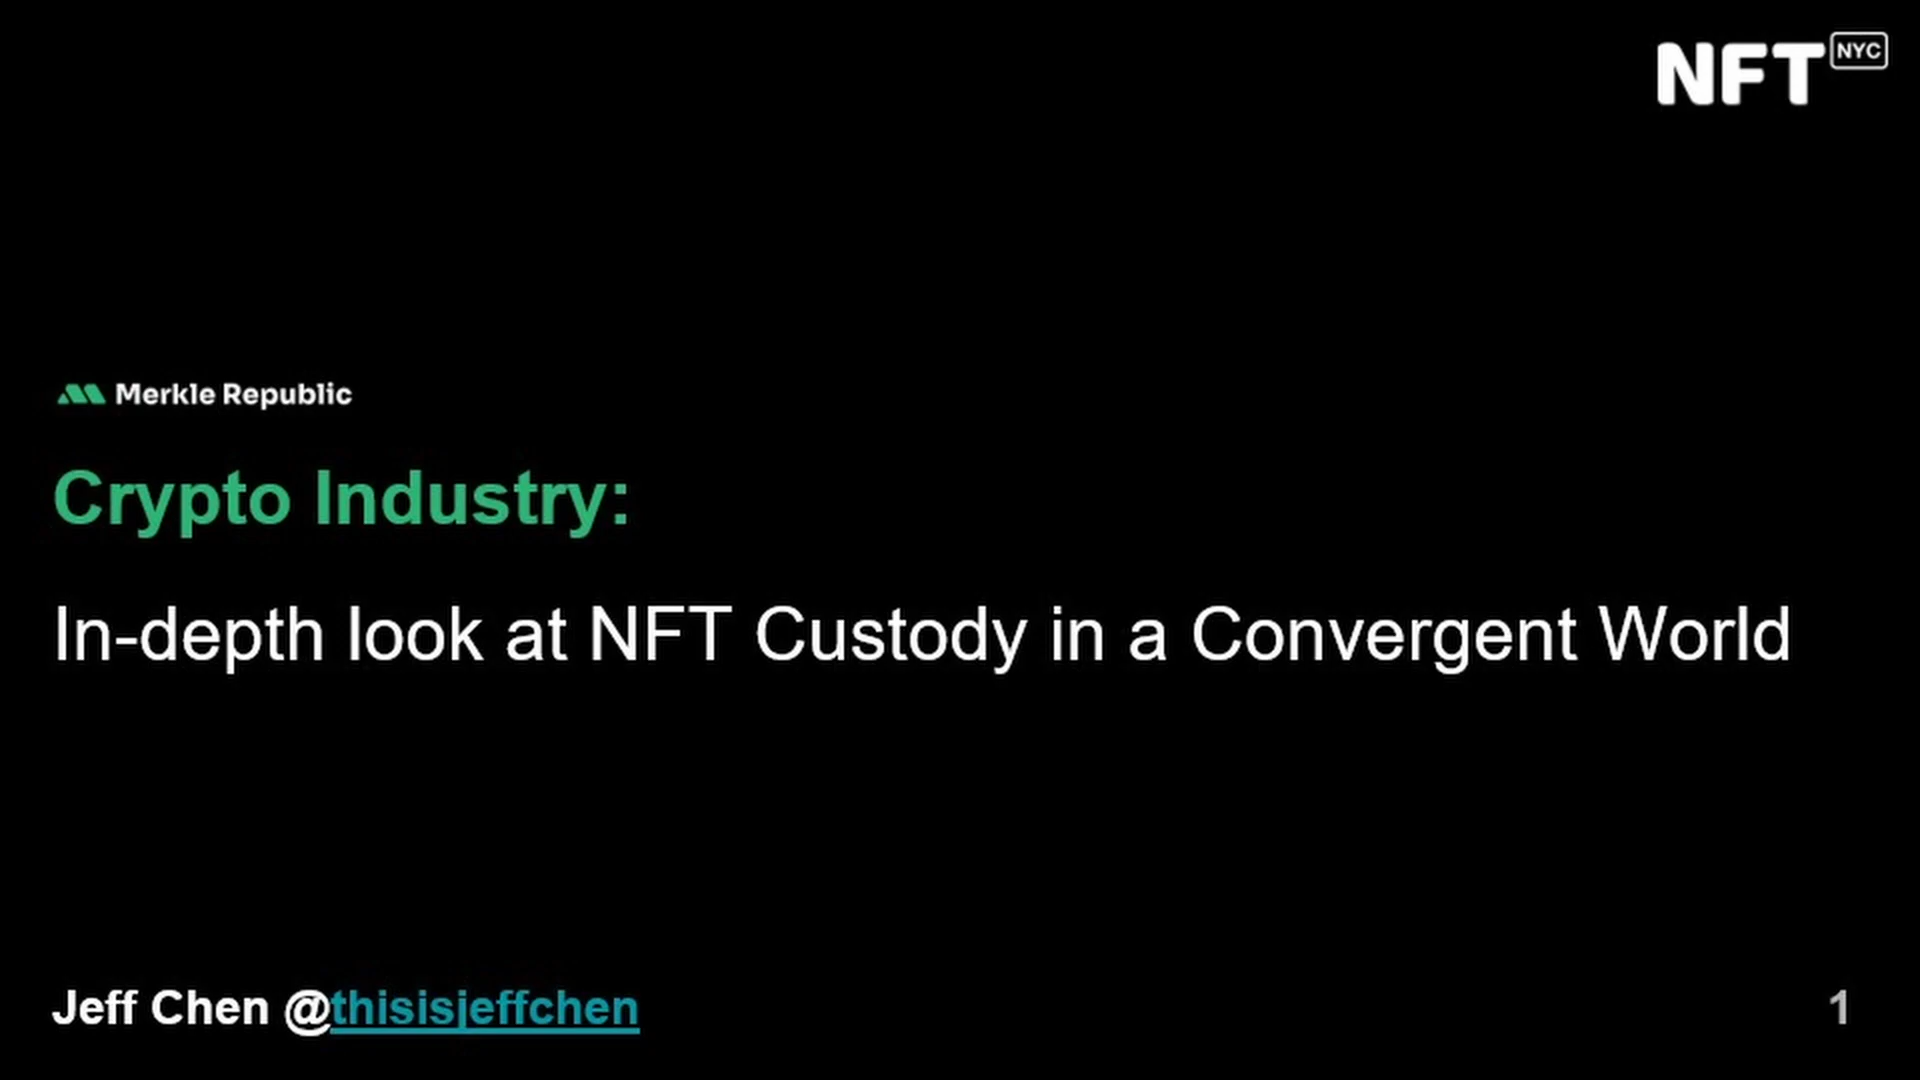 NFT NYC
Merkle Republic
Crypto Industry:
In-depth look at NFT Custody in a Convergent World
Jeff Chen @thisisjeffchen
1